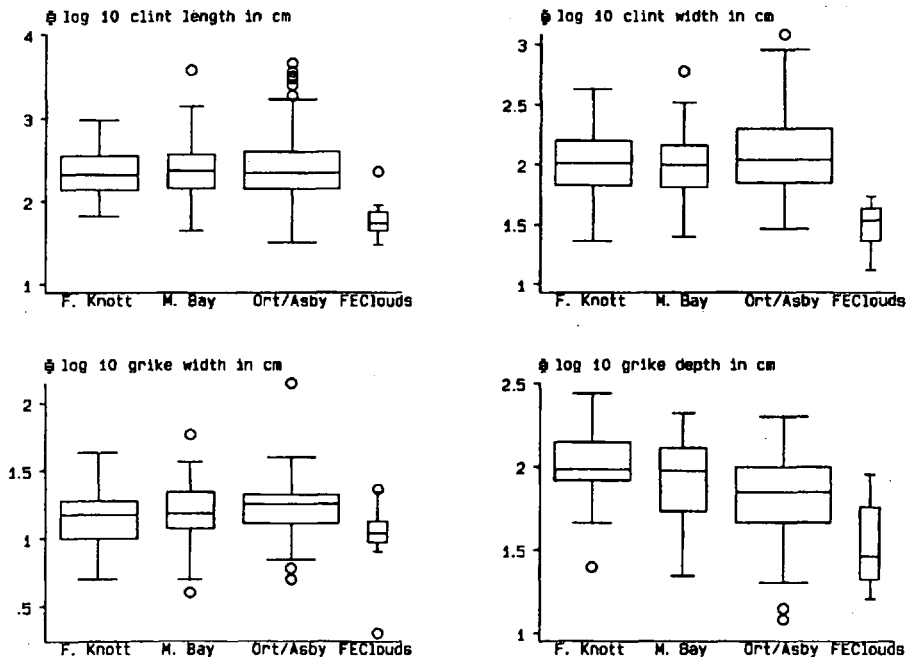 log 10 clint length in cm
4
3
2
1
F. Knott M. Bay Ort/Asby FEClouds
log 10 clint width in cm
3
2.5
2
1.5
1
F. Knott M. Bay Ort/Asby FEClouds
log 10 grike width in cm
2
1.5
1
.5
F. Knott M. Bay Ort/Asby FEClouds
log 10 grike depth in cm
2.5
2
1.5
1
F. Knott M. Bay Ort/Asby FEClouds